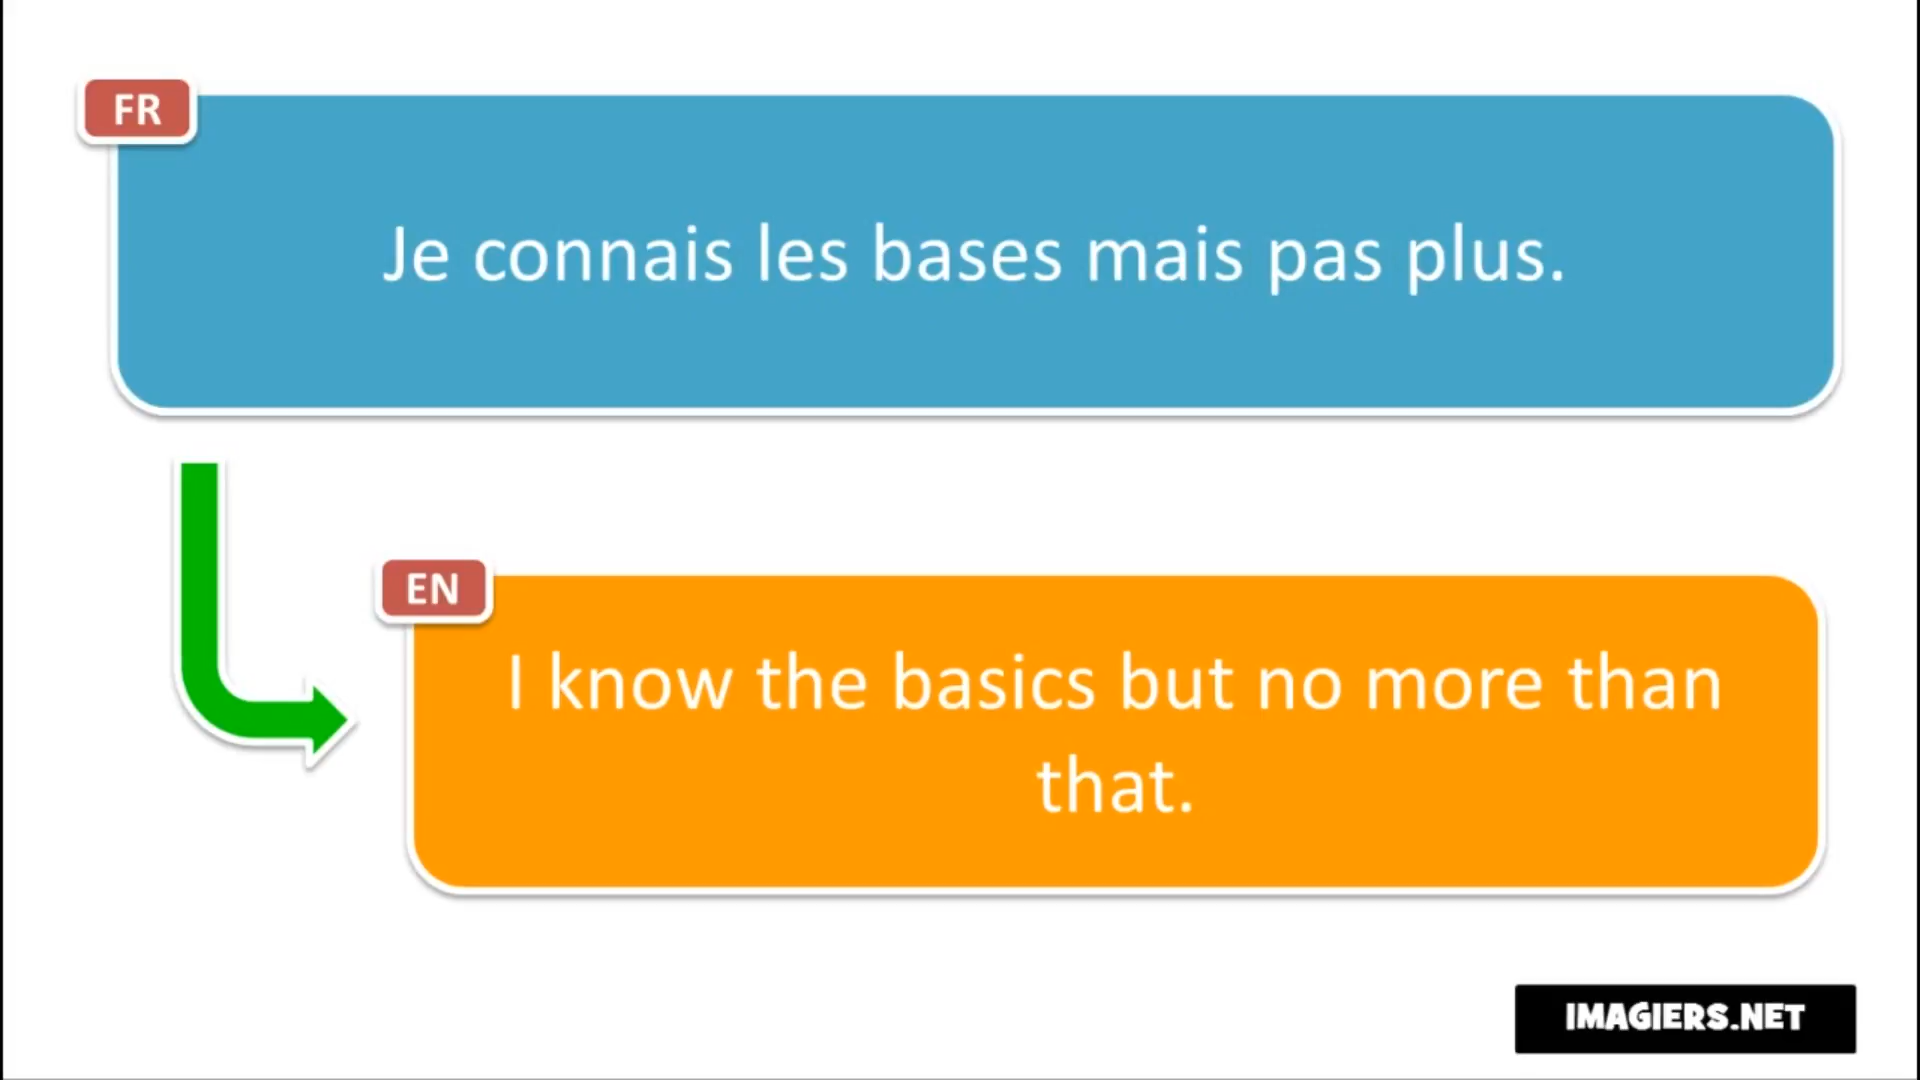 FR
Je connais les bases mais pas plus.
EN
I know the basics but no more than
that.
IMAGIERS.NET